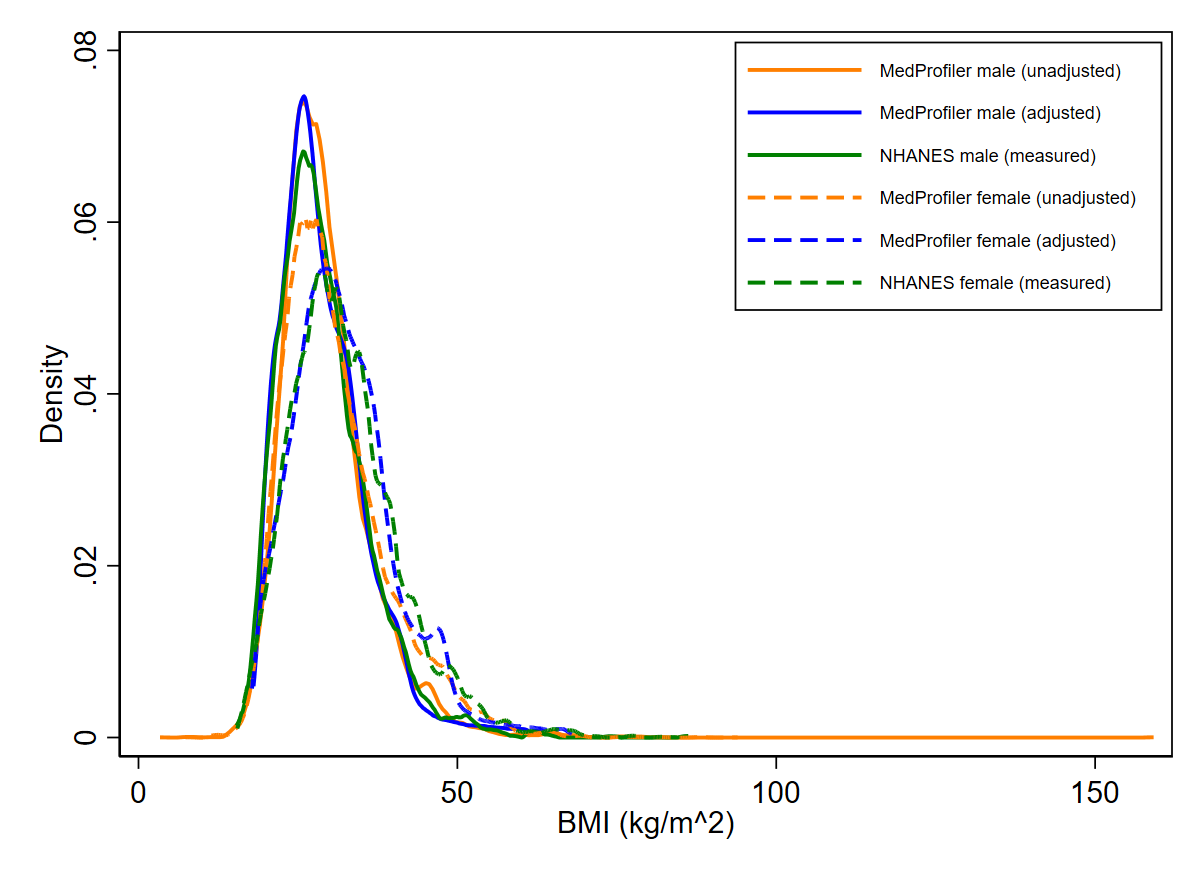 .08
.06
.04
.02
0
Density
0 50 100 150
BMI (kg/m^2)
MedProfiler male (unadjusted)
MedProfiler male (adjusted)
NHANES male (measured)
MedProfiler female (unadjusted)
MedProfiler female (adjusted)
NHANES female (measured)